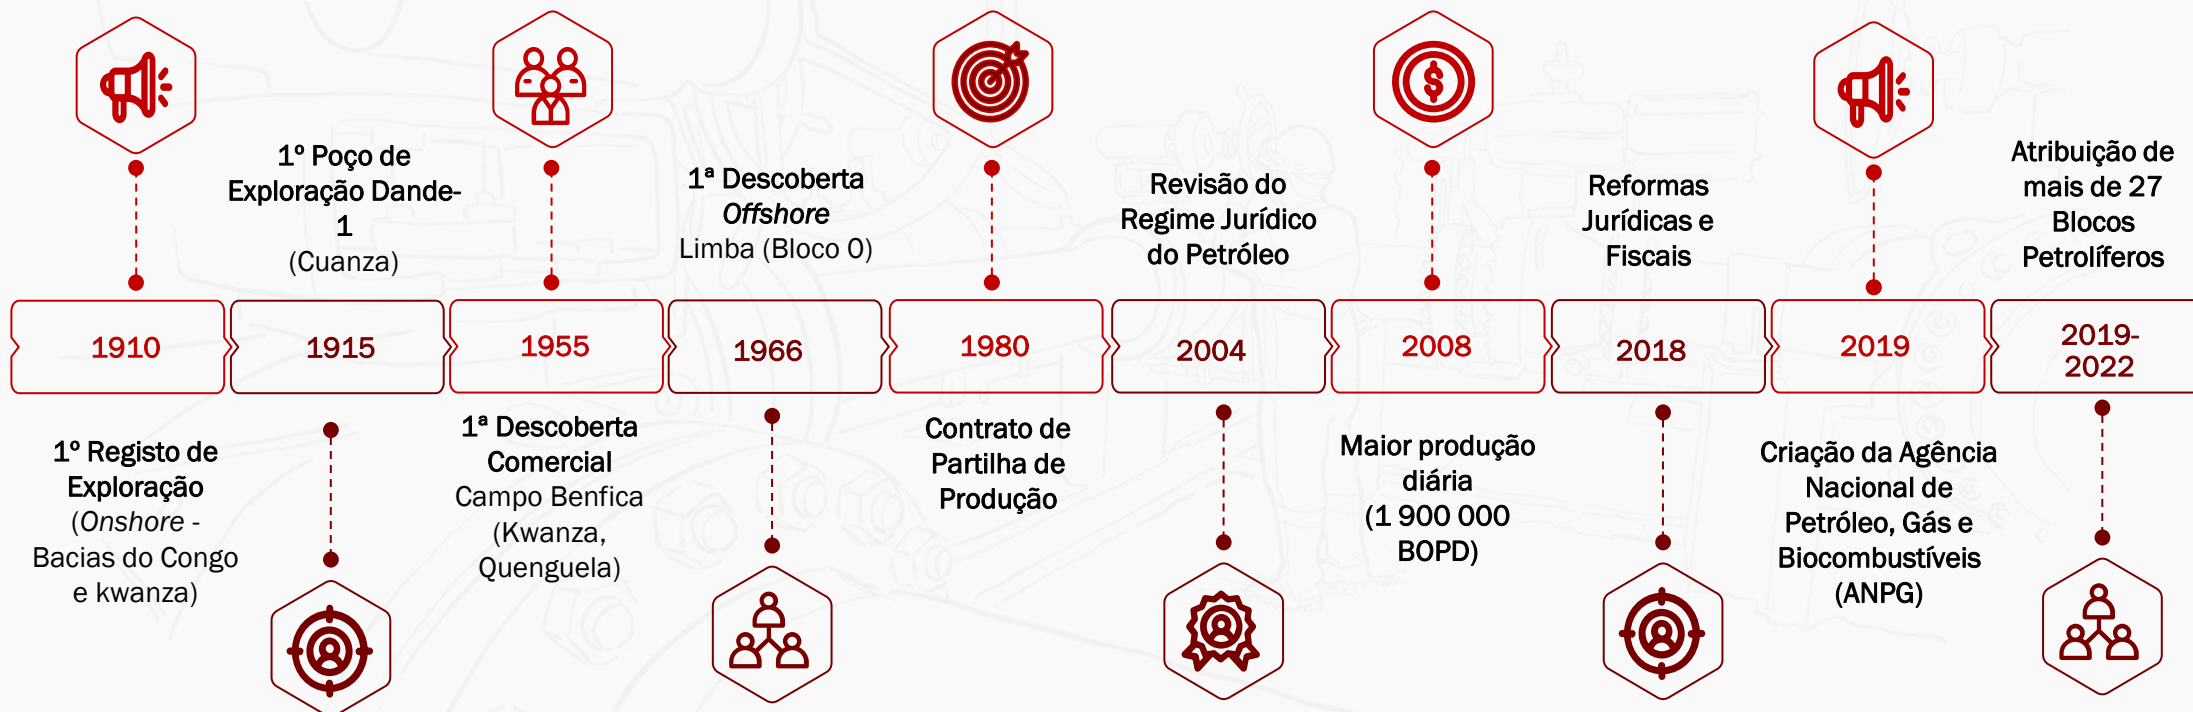 1910
1º Registo de
Exploração
(Onshore -
Bacias do Congo
e kwanza)
1º Poço de
Exploração Dande-
1
(Cuanza)
1915
1955
1ª Descoberta
Comercial
Campo Benfica
(Kwanza,
Quenguela)
1ª Descoberta
Offshore
Limba (Bloco 0)
1966
1980
Contrato de
Partilha de
Produção
Revisão do
Regime Jurídico
do Petróleo
2004
2008
Maior produção
diária
(1 900 000
BOPD)
Reformas
Jurídicas e
Fiscais
2018
2019
Criação da Agência
Nacional de
Petróleo, Gás e
Biocombustíveis
(ANPG)
Atribuição de
mais de 27
Blocos
Petrolíferos
2019-
2022